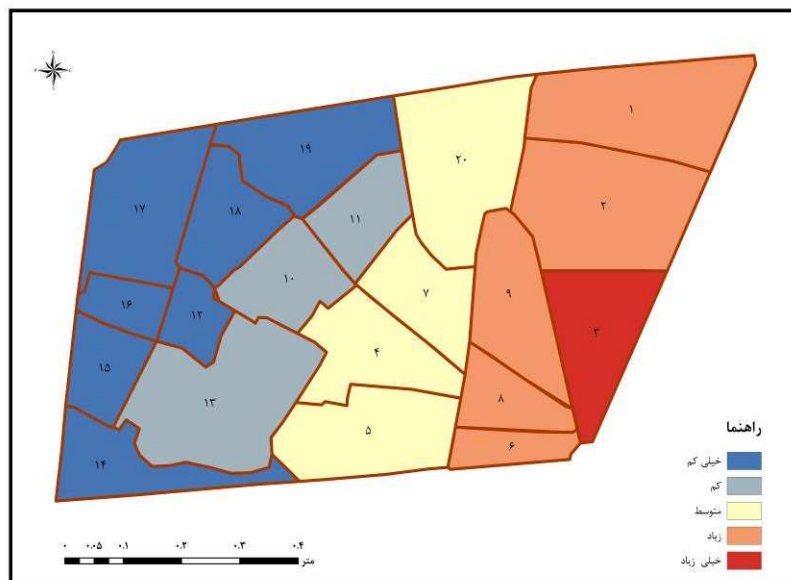 ۱
۲
۳
۲۰
۱۹
۱۸
۱۷
۱۱
۱۰
۷
۹
۱۶
۱۲
۱۵
۴
۸
۱۳
۵
۶
۱۴
راهنما
خیلی کم
کم
متوسط
زیاد
خیلی زیاد
۰ ۰.۰۵ ۰.۱ ۰.۲ ۰.۳ ۰.۴
متر